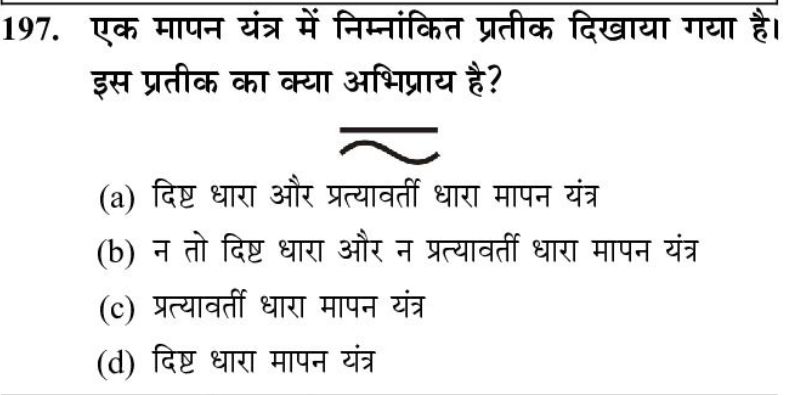 197. एक मापन यंत्र में निम्नांकित प्रतीक दिखाया गया है।
इस प्रतीक का क्या अभिप्राय है?
(a) दिष्ट धारा और प्रत्यावर्ती धारा मापन यंत्र
(b) न तो दिष्ट धारा और न प्रत्यावर्ती धारा मापन यंत्र
(c) प्रत्यावर्ती धारा मापन यंत्र
(d) दिष्ट धारा मापन यंत्र